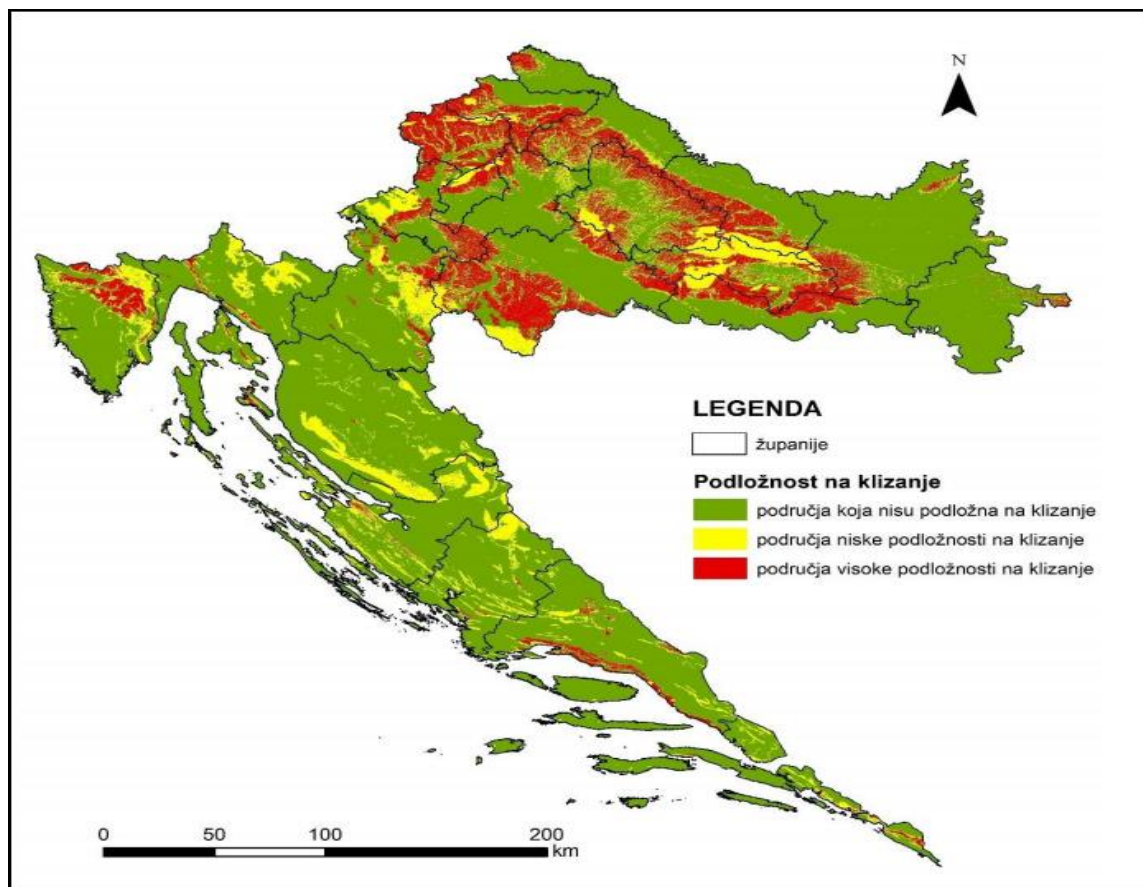 N
LEGENDA
županije
Podložnost na klizanje
područja koja nisu podložna na klizanje
područja niske podložnosti na klizanje
područja visoke podložnosti na klizanje
0 50 100 200
km